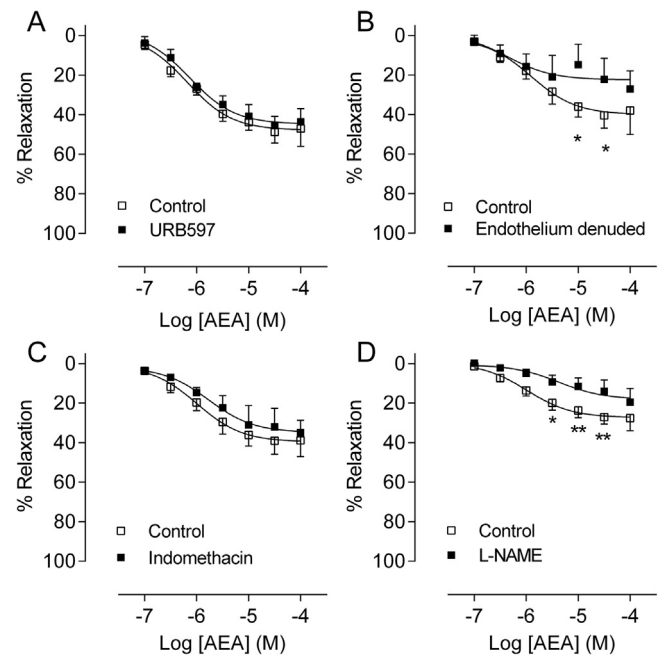 A
% Relaxation
0
20
40
60
80
100
Control
URB597
-7 -6 -5 -4
Log [AEA] (M)
B
% Relaxation
0
20
40
60
80
100
* *
Control
Endothelium denuded
-7 -6 -5 -4
Log [AEA] (M)
C
% Relaxation
0
20
40
60
80
100
Control
Indomethacin
-7 -6 -5 -4
Log [AEA] (M)
D
% Relaxation
0
20
40
60
80
100
* ** **
Control
L-NAME
-7 -6 -5 -4
Log [AEA] (M)